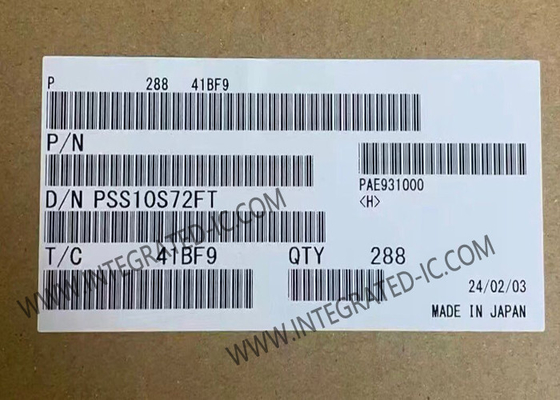 P 288 41BF9
P/N
PAE931000
<H>
D/N PSS10S72FT
T/C 41BF9 QTY 288
24/02/03
MADE IN JAPAN
WWW.INTEGRATED-IC.COM
WWW.INTEGRATED-IC.COM